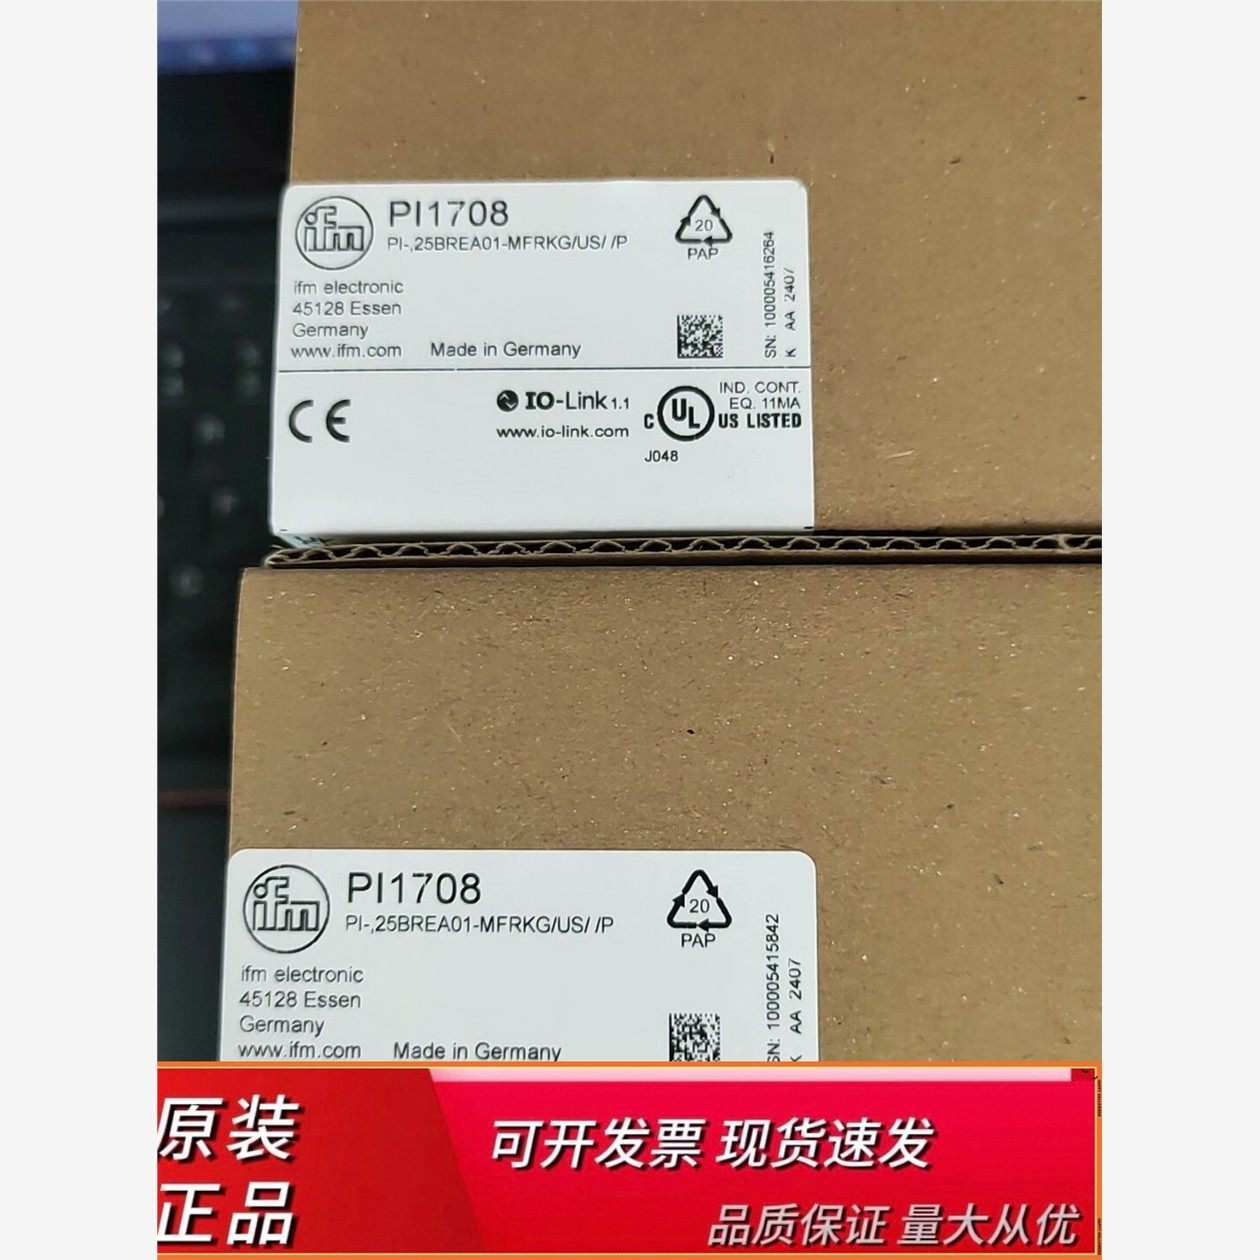 ifm
PI1708
PI-,25BREA01-MFRKG/US/ /P
20
PAP
ifm electronic
45128 Essen
Germany
www.ifm.com
Made in Germany
SN: 100005416264
K AA 2407
CE
IO-Link 1.1
www.io-link.com
C UL US LISTED
IND. CONT.
EQ. 11MA
J048
ifm
PI1708
PI-,25BREA01-MFRKG/US/ /P
20
PAP
ifm electronic
45128 Essen
Germany
www.ifm.com
Made in Germany
SN: 100005415842
K AA 2407
原装
正品
可开发票 现货速发
品质保证 量大从优